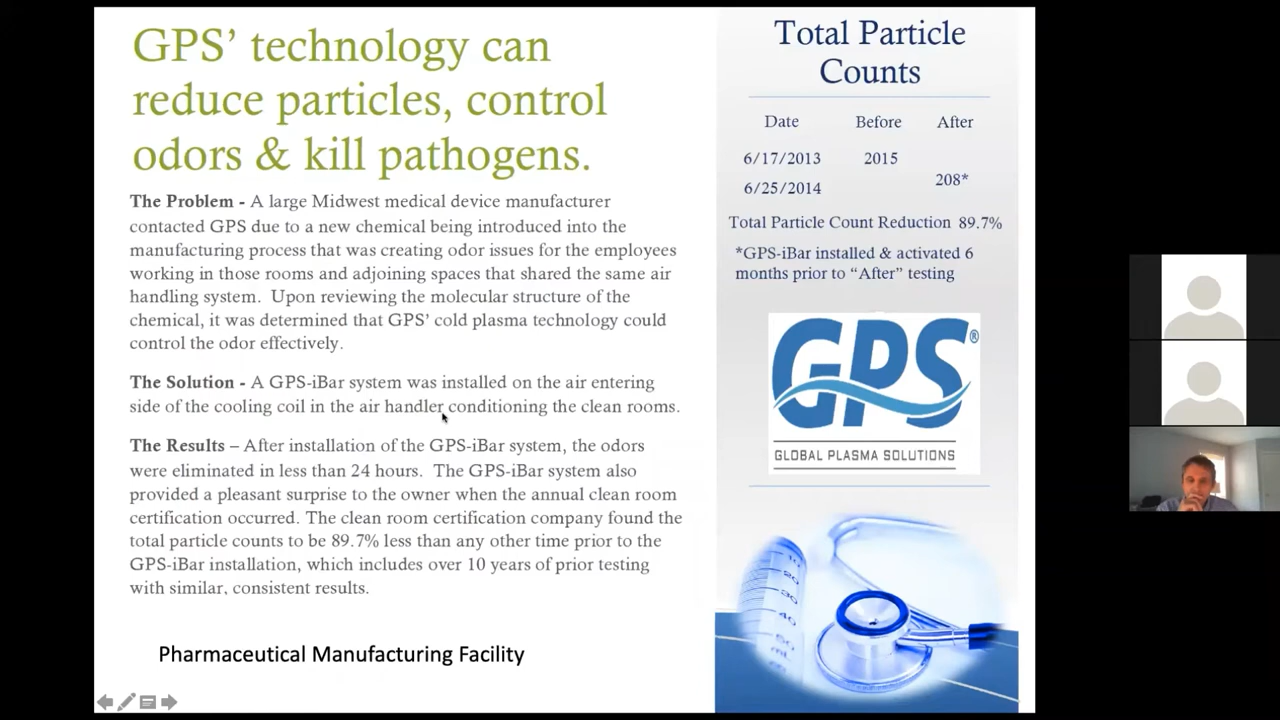 GPS’ technology can
reduce particles, control
odors & kill pathogens.
The Problem - A large Midwest medical device manufacturer
contacted GPS due to a new chemical being introduced into the
manufacturing process that was creating odor issues for the employees
working in those rooms and adjoining spaces that shared the same air
handling system. Upon reviewing the molecular structure of the
chemical, it was determined that GPS’ cold plasma technology could
control the odor effectively.
The Solution - A GPS-iBar system was installed on the air entering
side of the cooling coil in the air handler conditioning the clean rooms.
The Results – After installation of the GPS-iBar system, the odors
were eliminated in less than 24 hours. The GPS-iBar system also
provided a pleasant surprise to the owner when the annual clean room
certification occurred. The clean room certification company found the
total particle counts to be 89.7% less than any other time prior to the
GPS-iBar installation, which includes over 10 years of prior testing
with similar, consistent results.
Pharmaceutical Manufacturing Facility
Total Particle
Counts
Date Before After
6/17/2013 2015
208*
6/25/2014
Total Particle Count Reduction 89.7%
*GPS-iBar installed & activated 6
months prior to “After” testing
GPS®
GLOBAL PLASMA SOLUTIONS
10
20
30
40
50